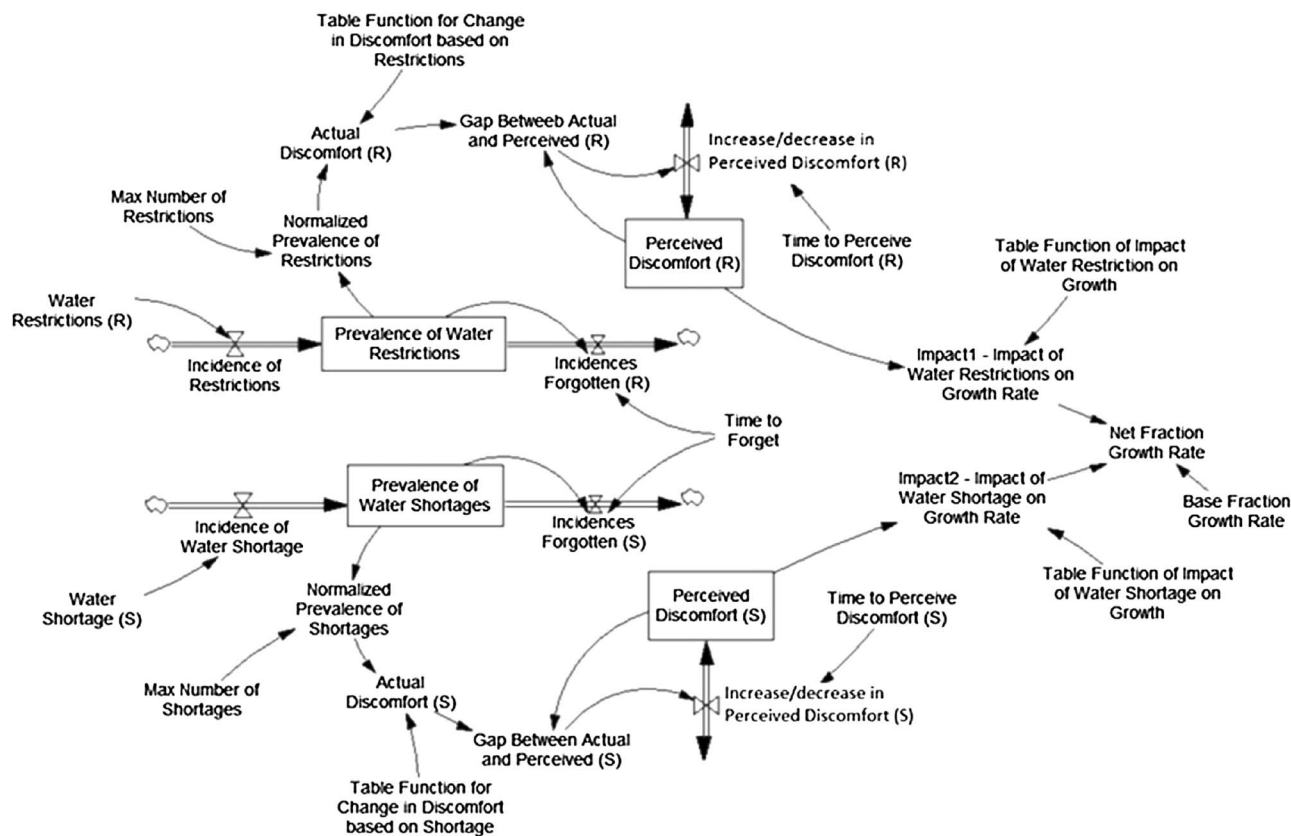 Table Function for Change
in Discomfort based on
Restrictions
Actual
Discomfort (R)
Gap Betweeb Actual
and Perceived (R)
Increase/decrease in
Perceived Discomfort (R)
Max Number of
Restrictions
Normalized
Prevalence of
Restrictions
Perceived
Discomfort (R)
Time to Perceive
Discomfort (R)
Table Function of Impact
of Water Restriction on
Growth
Water
Restrictions (R)
Incidence of
Restrictions
Prevalence of Water
Restrictions
Incidences
Forgotten (R)
Impact1 - Impact of
Water Restrictions on
Growth Rate
Time to
Forget
Net Fraction
Growth Rate
Prevalence of
Water Shortages
Impact2 - Impact of
Water Shortage on
Growth Rate
Base Fraction
Growth Rate
Incidence of
Water Shortage
Incidences
Forgotten (S)
Water
Shortage (S)
Normalized
Prevalence of
Shortages
Perceived
Discomfort (S)
Time to Perceive
Discomfort (S)
Table Function of Impact
of Water Shortage on
Growth
Max Number of
Shortages
Actual
Discomfort (S)
Increase/decrease in
Perceived Discomfort (S)
Gap Between Actual
and Perceived (S)
Table Function for
Change in Discomfort
based on Shortage